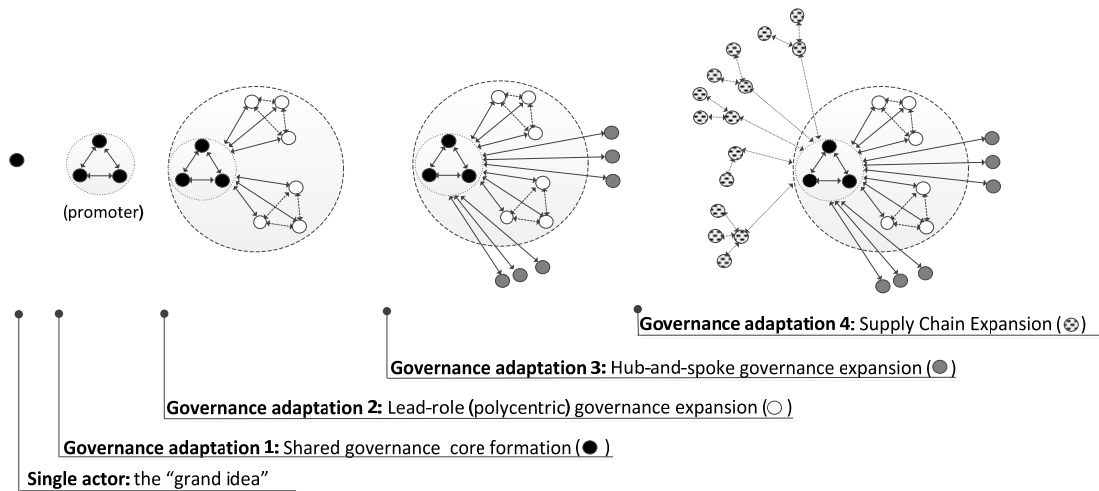 (promoter)
Governance adaptation 4: Supply Chain Expansion ( )
Governance adaptation 3: Hub-and-spoke governance expansion ( )
Governance adaptation 2: Lead-role (polycentric) governance expansion ( )
Governance adaptation 1: Shared governance core formation ( )
Single actor: the “grand idea”